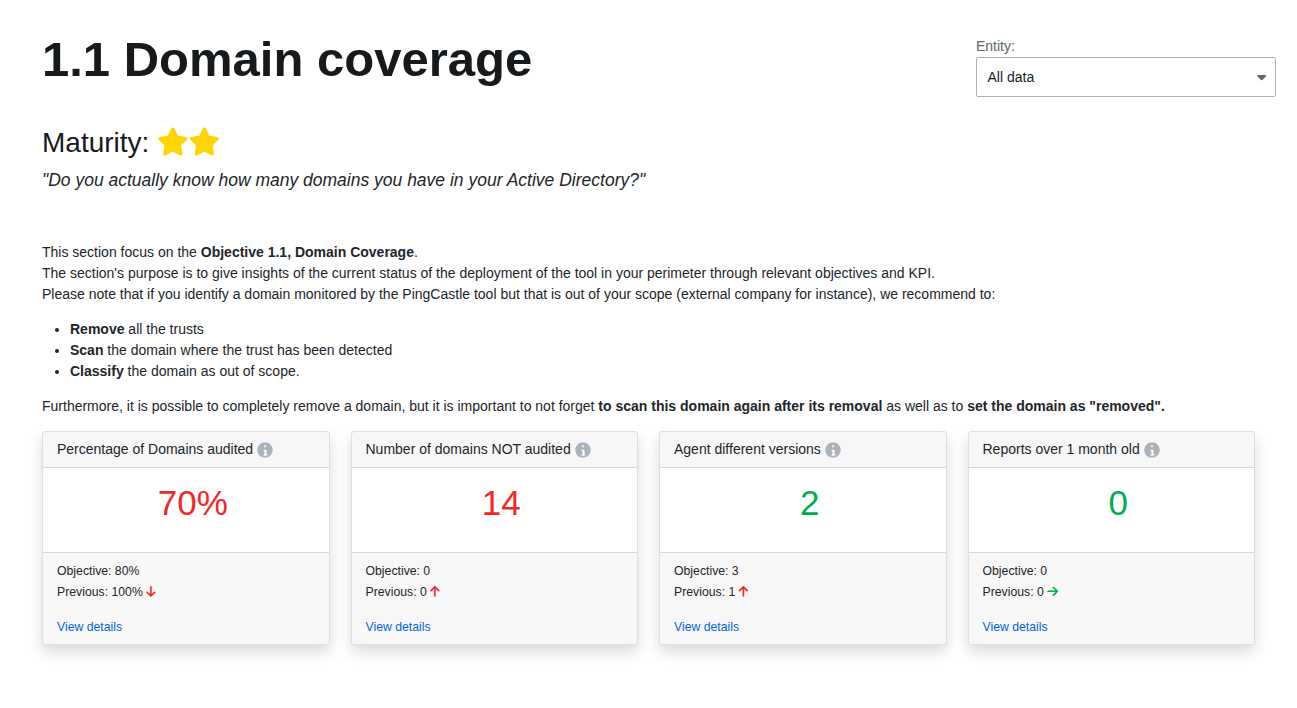 1.1 Domain coverage
Entity:
All data
Maturity:
"Do you actually know how many domains you have in your Active Directory?"
This section focus on the Objective 1.1, Domain Coverage.
The section's purpose is to give insights of the current status of the deployment of the tool in your perimeter through relevant objectives and KPI.
Please note that if you identify a domain monitored by the PingCastle tool but that is out of your scope (external company for instance), we recommend to:
• Remove all the trusts
• Scan the domain where the trust has been detected
• Classify the domain as out of scope.
Furthermore, it is possible to completely remove a domain, but it is important to not forget to scan this domain again after its removal as well as to set the domain as "removed".
Percentage of Domains audited
70%
Objective: 80%
Previous: 100%
View details
Number of domains NOT audited
14
Objective: 0
Previous: 0
View details
Agent different versions
2
Objective: 3
Previous: 1
View details
Reports over 1 month old
0
Objective: 0
Previous: 0
View details